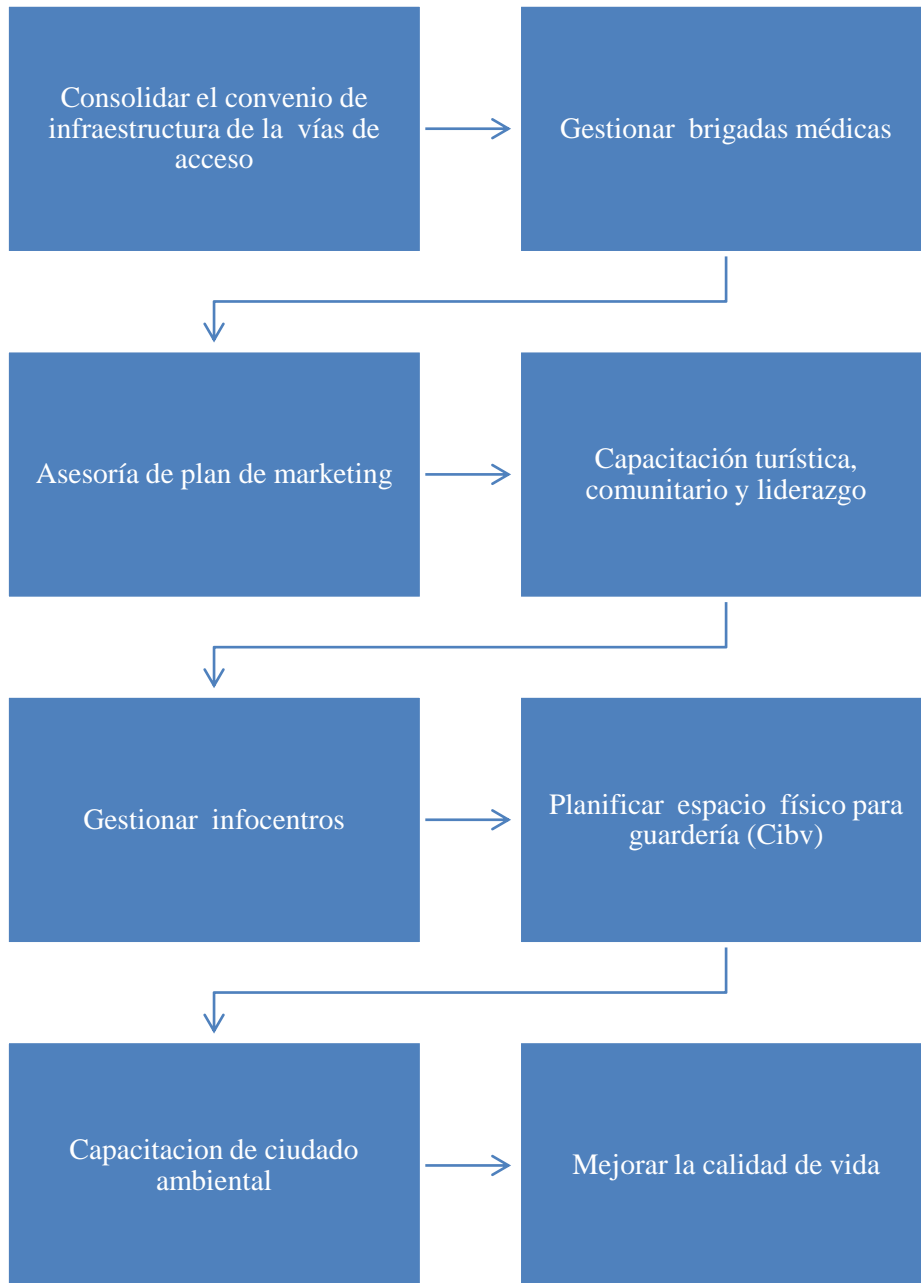 Consolidar el convenio de
infraestructura de la vías de
acceso
Gestionar brigadas médicas
Asesoría de plan de marketing
Capacitación turística,
comunitario y liderazgo
Gestionar infocentros
Planificar espacio físico para
guardería (Cibv)
Capacitacion de ciudado
ambiental
Mejorar la calidad de vida